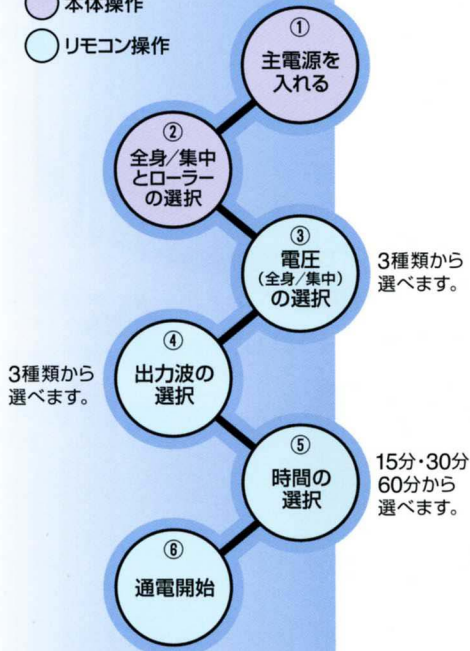 本体操作
リモコン操作
①
主電源を
入れる
②
全身/集中
とローラー
の選択
③
電圧
(全身/集中)
の選択
3種類から
選べます。
④
出力波の
選択
3種類から
選べます。
⑤
時間の
選択
15分・30分
60分から
選べます。
⑥
通電開始